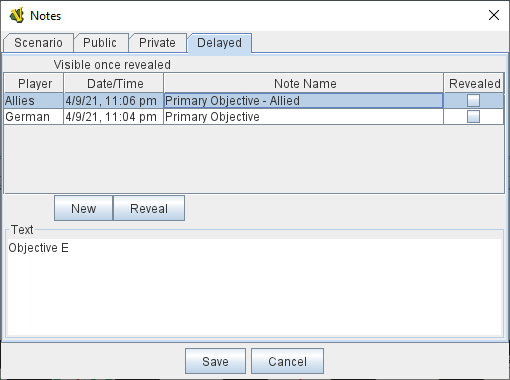 Notes
Scenario Public Private Delayed
Visible once revealed
Player Date/Time Note Name Revealed
Allies 4/9/21, 11:06 pm Primary Objective - Allied
German 4/9/21, 11:04 pm Primary Objective
New Reveal
Text
Objective E
Save Cancel